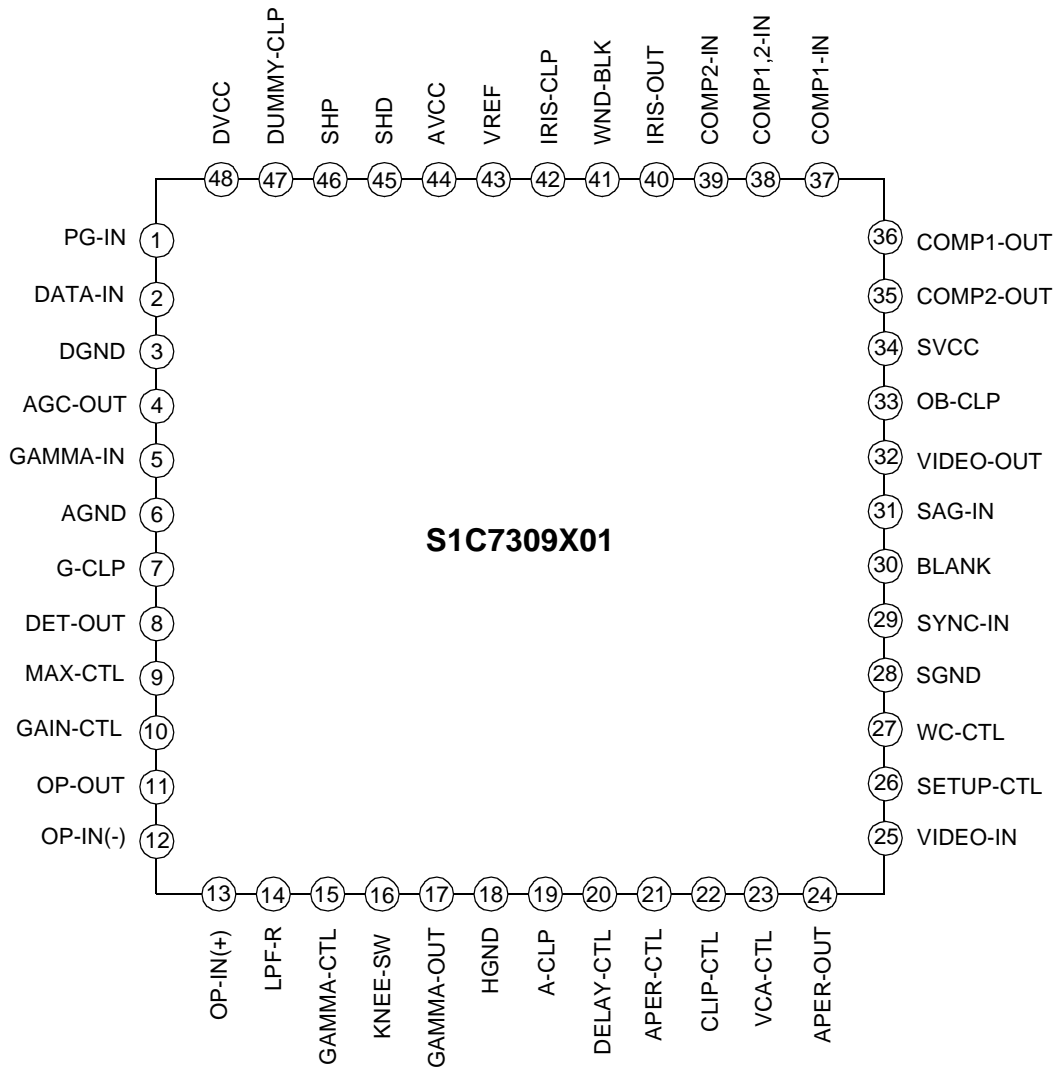 DVCC
DUMMY-CLP
SHP
SHD
AVCC
VREF
IRIS-CLP
WND-BLK
IRIS-OUT
COMP2-IN
COMP1,2-IN
COMP1-IN
48
47
46
45
44
43
42
41
40
39
38
37
PG-IN 1
DATA-IN 2
DGND 3
AGC-OUT 4
GAMMA-IN 5
AGND 6
G-CLP 7
DET-OUT 8
MAX-CTL 9
GAIN-CTL 10
OP-OUT 11
OP-IN(-) 12
S1C7309X01
36 COMP1-OUT
35 COMP2-OUT
34 SVCC
33 OB-CLP
32 VIDEO-OUT
31 SAG-IN
30 BLANK
29 SYNC-IN
28 SGND
27 WC-CTL
26 SETUP-CTL
25 VIDEO-IN
13
14
15
16
17
18
19
20
21
22
23
24
OP-IN(+)
LPF-R
GAMMA-CTL
KNEE-SW
GAMMA-OUT
HGND
A-CLP
DELAY-CTL
APER-CTL
CLIP-CTL
VCA-CTL
APER-OUT